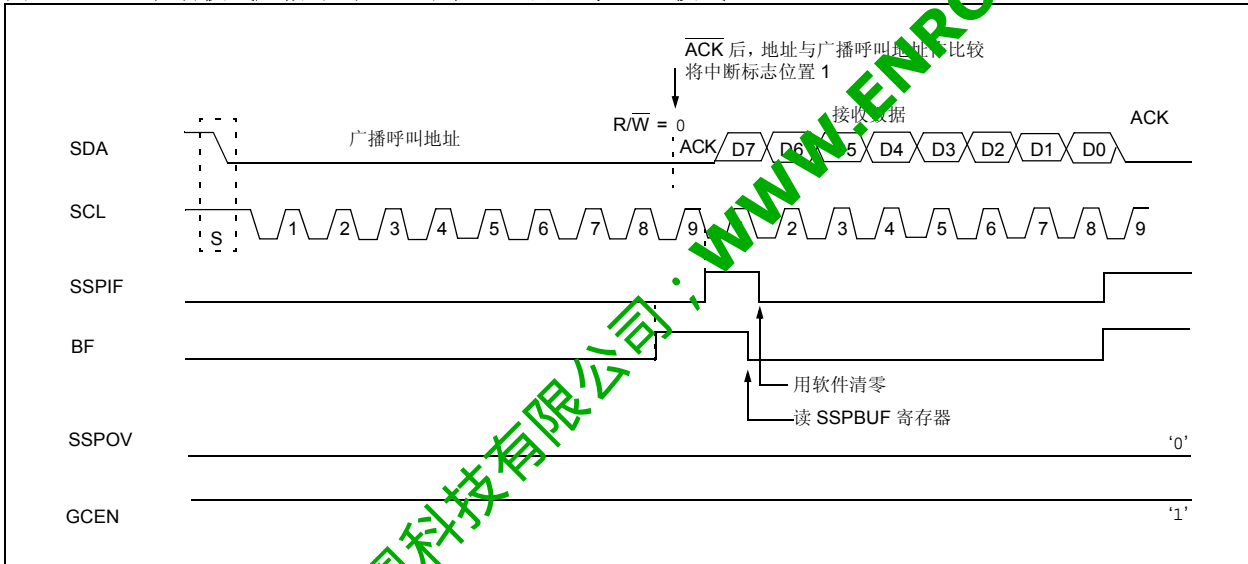 ACK 后，地址与广播呼叫地址作比较
将中断标志位置 1
R/W = 0
接收数据
ACK
SDA
广播呼叫地址
ACK D7 D6 D5 D4 D3 D2 D1 D0
SCL
S
1 2 3 4 5 6 7 8 9 2 3 4 5 6 7 8 9
SSPIF
BF
用软件清零
读 SSPBUF 寄存器
SSPOV
‘0’
GCEN
‘1’
科技有限公司；WWW.ENRO